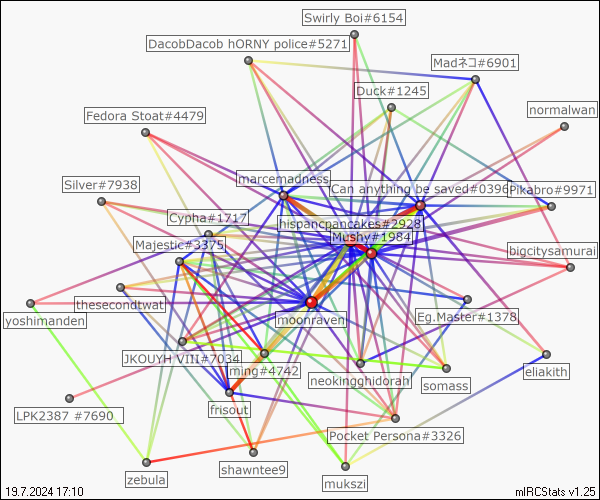 Swirly Boi#6154
DacobDacob hORNY police#5271
Madネコ#6901
Duck#1245
normalwan
Fedora Stoat#4479
marcemadness
Silver#7938
Can anything be saved#0396
Pikabro#9971
Cypha#1717
hispancpancakes#2928
Mushy#1984
Majestic#3375
bigcitysamurai
thesecondtwat
yoshimanden
moonraven
Eg.Master#1378
JKOUYH VIII#7034
ming#4742
neokingghidorah
somass
eliakith
LPK2387 #7690
frisout
Pocket Persona#3326
zebula
shawntee9
mukszi
19.7.2024 17:10
mIRCStats v1.25